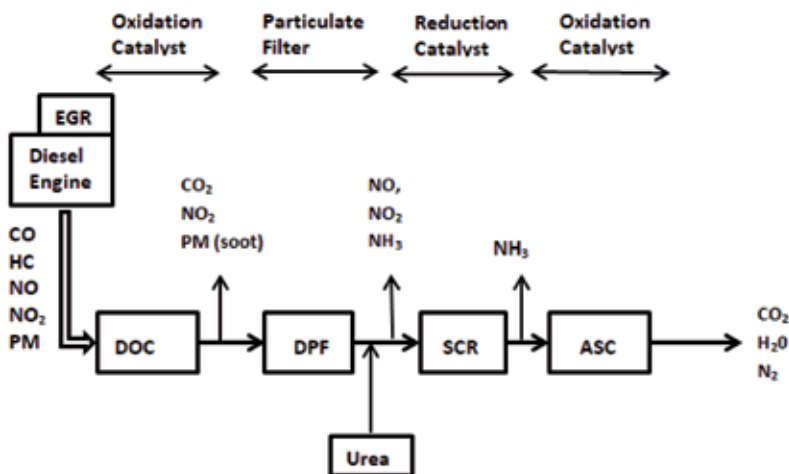 Oxidation
Catalyst
Particulate
Filter
Reduction
Catalyst
Oxidation
Catalyst
EGR
Diesel
Engine
CO
HC
NO
NO₂
PM
CO₂
NO₂
PM (soot)
NO,
NO₂
NH₃
NH₃
DOC
DPF
SCR
ASC
CO₂
H₂0
N₂
Urea